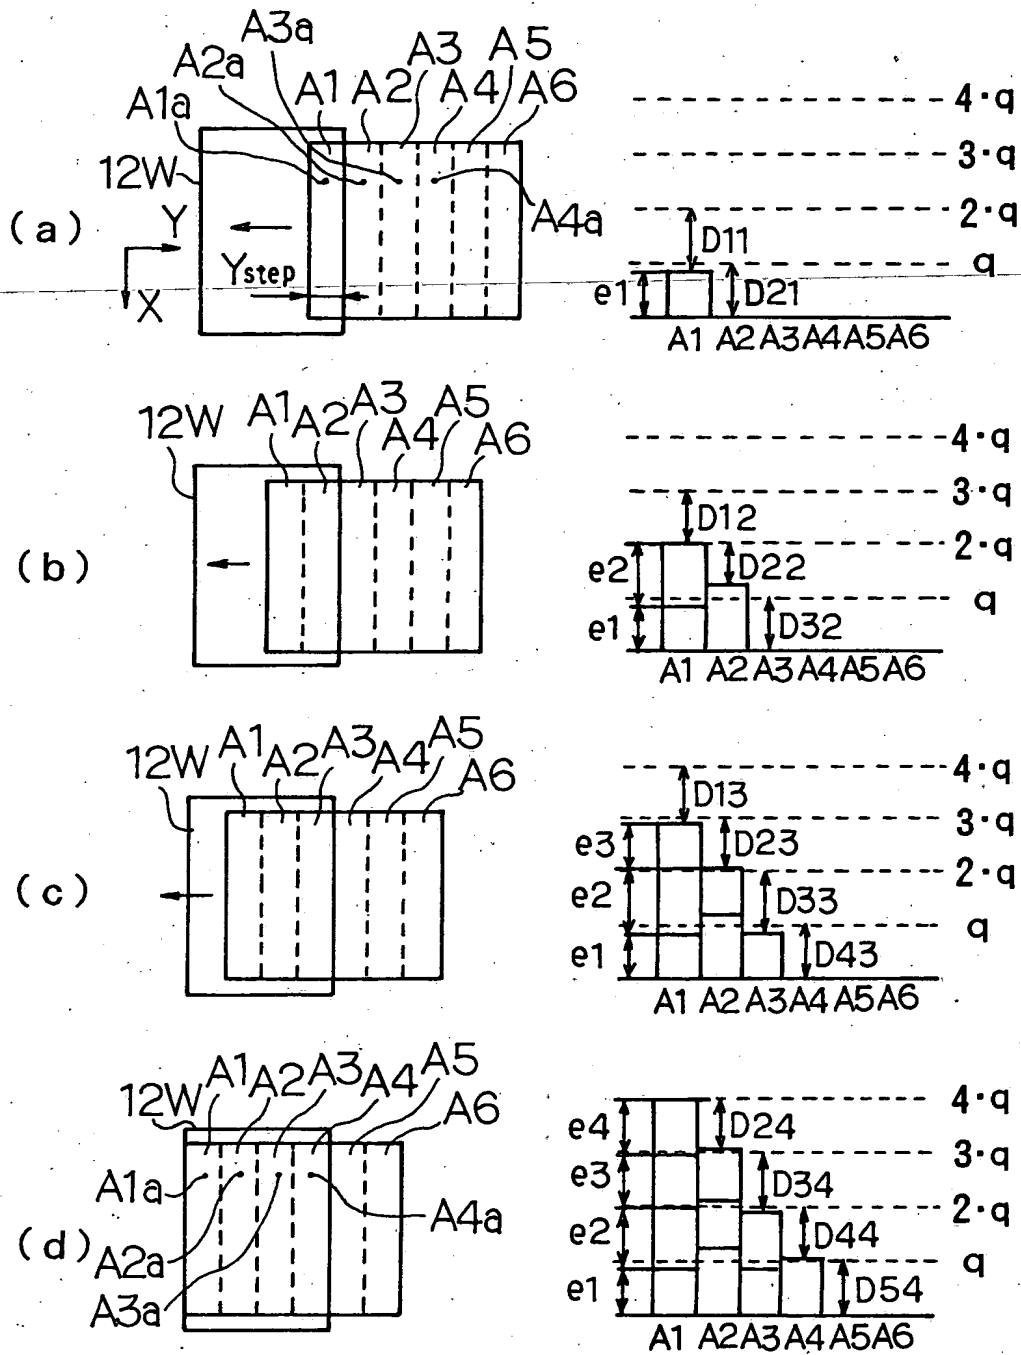 A3a A3 A5
A2a A1 A2 A4 A6
A1a
12W
(a) Y A4a
Ystep
X
4·q
3·q
2·q
D11
q
e1 D21
A1 A2 A3 A4 A5 A6
12W A1 A2 A3 A4 A5 A6
(b)
4·q
3·q
D12
2·q
e2 D22
q
e1 D32
A1 A2 A3 A4 A5 A6
12W A1 A2 A3 A4 A5 A6
(c)
4·q
D13
3·q
e3 D23
2·q
e2 D33
q
e1 D43
A1 A2 A3 A4 A5 A6
12W A1 A2 A3 A4 A5 A6
A1a
A4a
(d) A2a
A3a
4·q
e4 D24
3·q
e3 D34
2·q
e2 D44
q
e1 D54
A1 A2 A3 A4 A5 A6